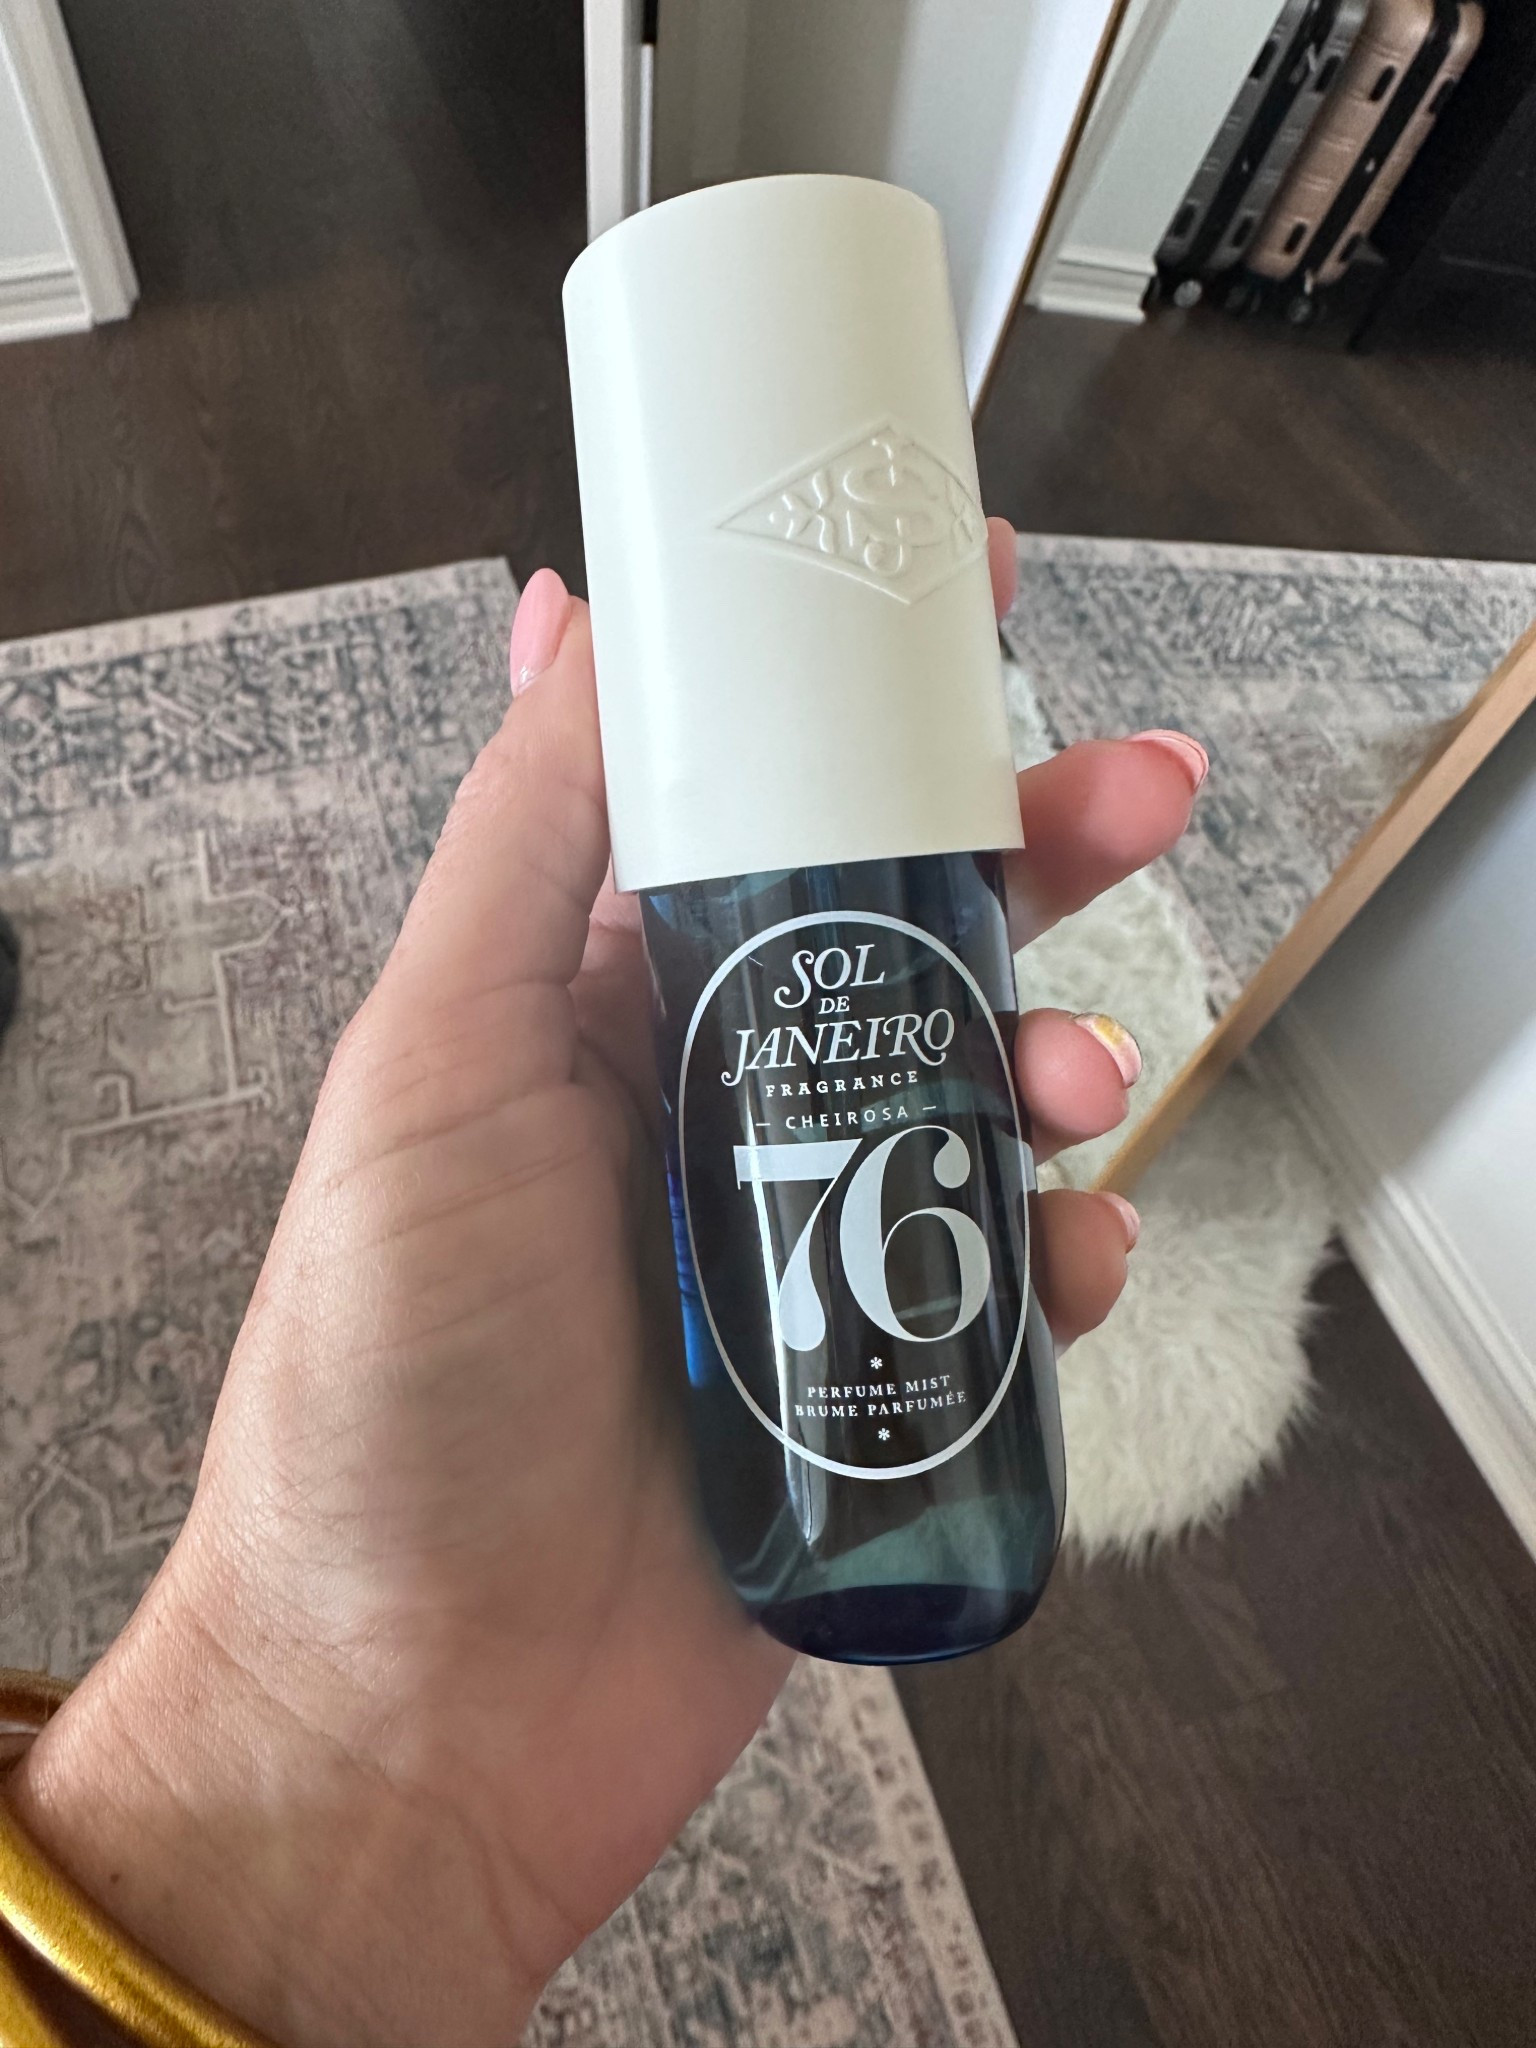 SOL
DE
JANEIRO
FRAGRANCE
— CHEIROSA —
76
*
PERFUME MIST
BRUME PARFUMÉE
*